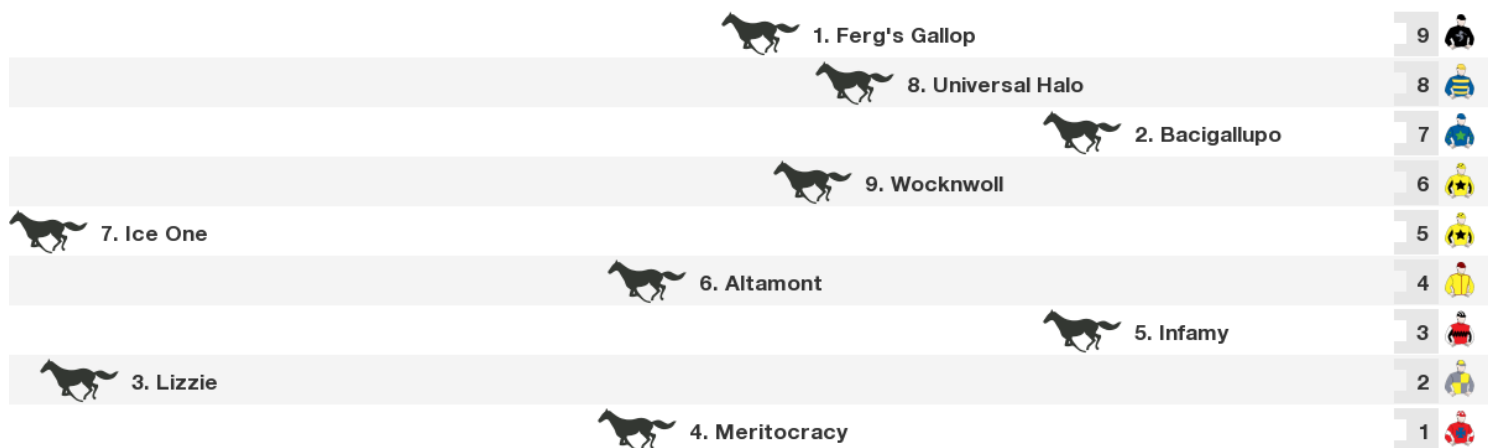 1. Ferg's Gallop 9
8. Universal Halo 8
2. Bacigallupo 7
9. Wocknwoll 6
7. Ice One 5
6. Altamont 4
5. Infamy 3
3. Lizzie 2
4. Meritocracy 1